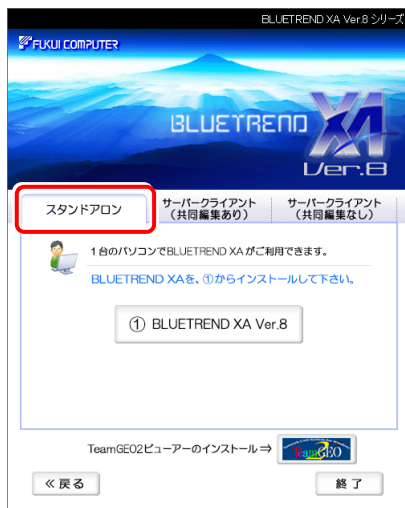 BLUETREND XA Ver.8 シリーズ
FUKUI COMPUTER
BLUETREND XA
Ver.8
スタンドアロン
サーバークライアント
（共同編集あり）
サーバークライアント
（共同編集なし）
1台のパソコンでBLUETREND XAがご利用できます。
BLUETREND XAを、①からインストールして下さい。
① BLUETREND XA Ver.8
TeamGEO2ビューアーのインストール⇒
TeamGEO
≪戻る
終了